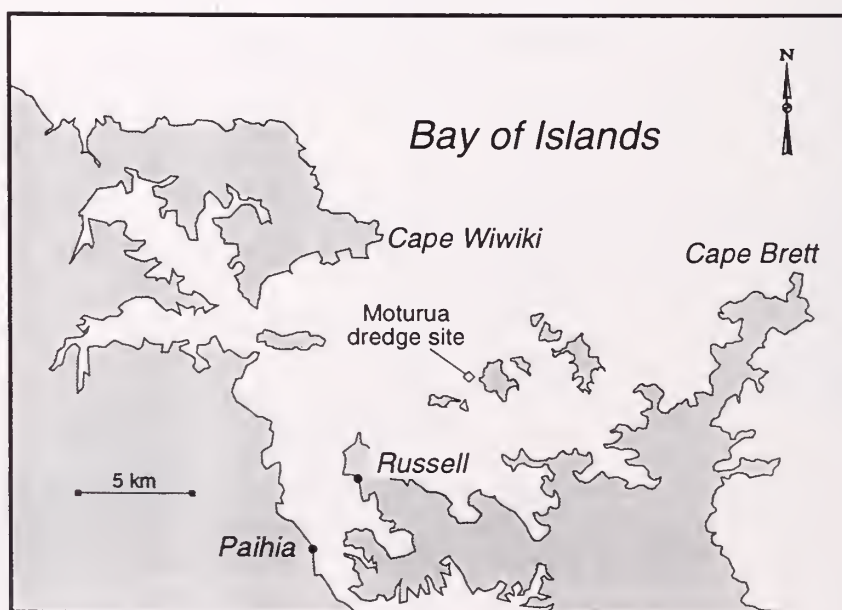 N
Bay of Islands
Cape Wiwiki
Cape Brett
Moturua
dredge site
Russell
5 km
Paihia